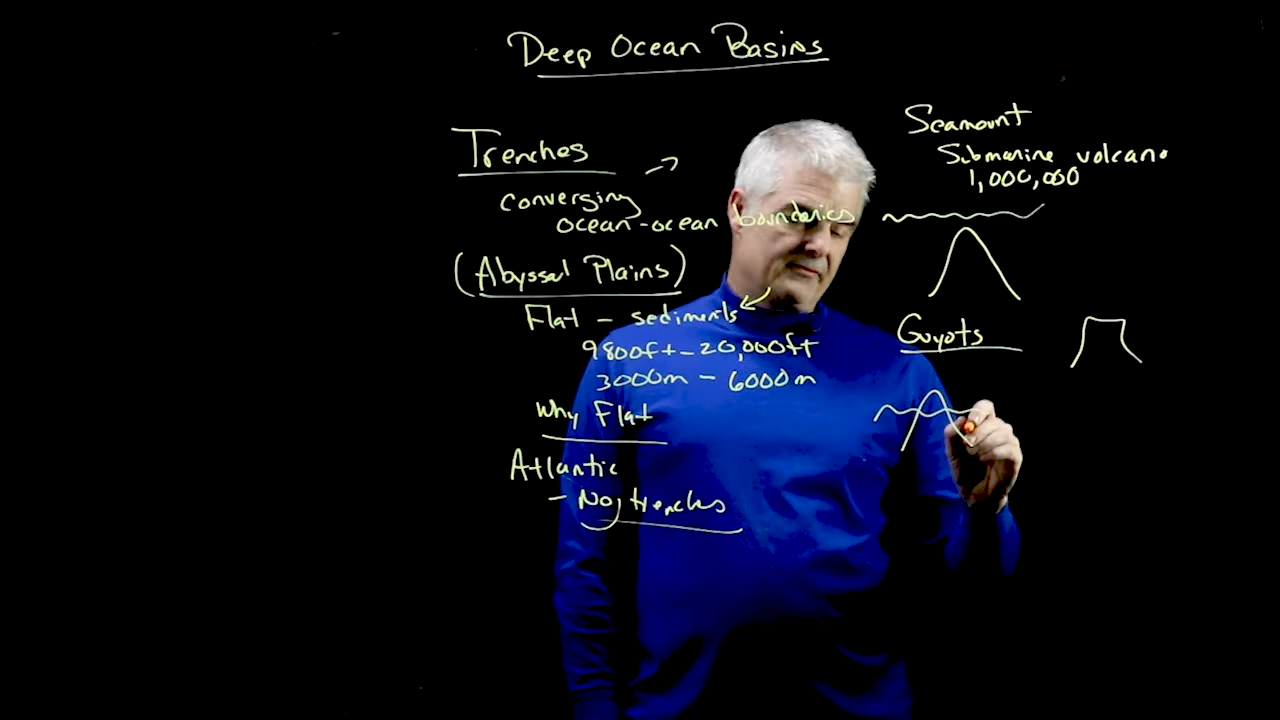 Deep Ocean Basins
Trenches
converging
ocean-ocean boundaries
(Abyssal Plains)
Flat - sediments
9800ft - 20,000ft
3000m - 6000m
Why Flat
Atlantic
- No trenches
Seamount
Submarine volcano
1,000,000
Guyots